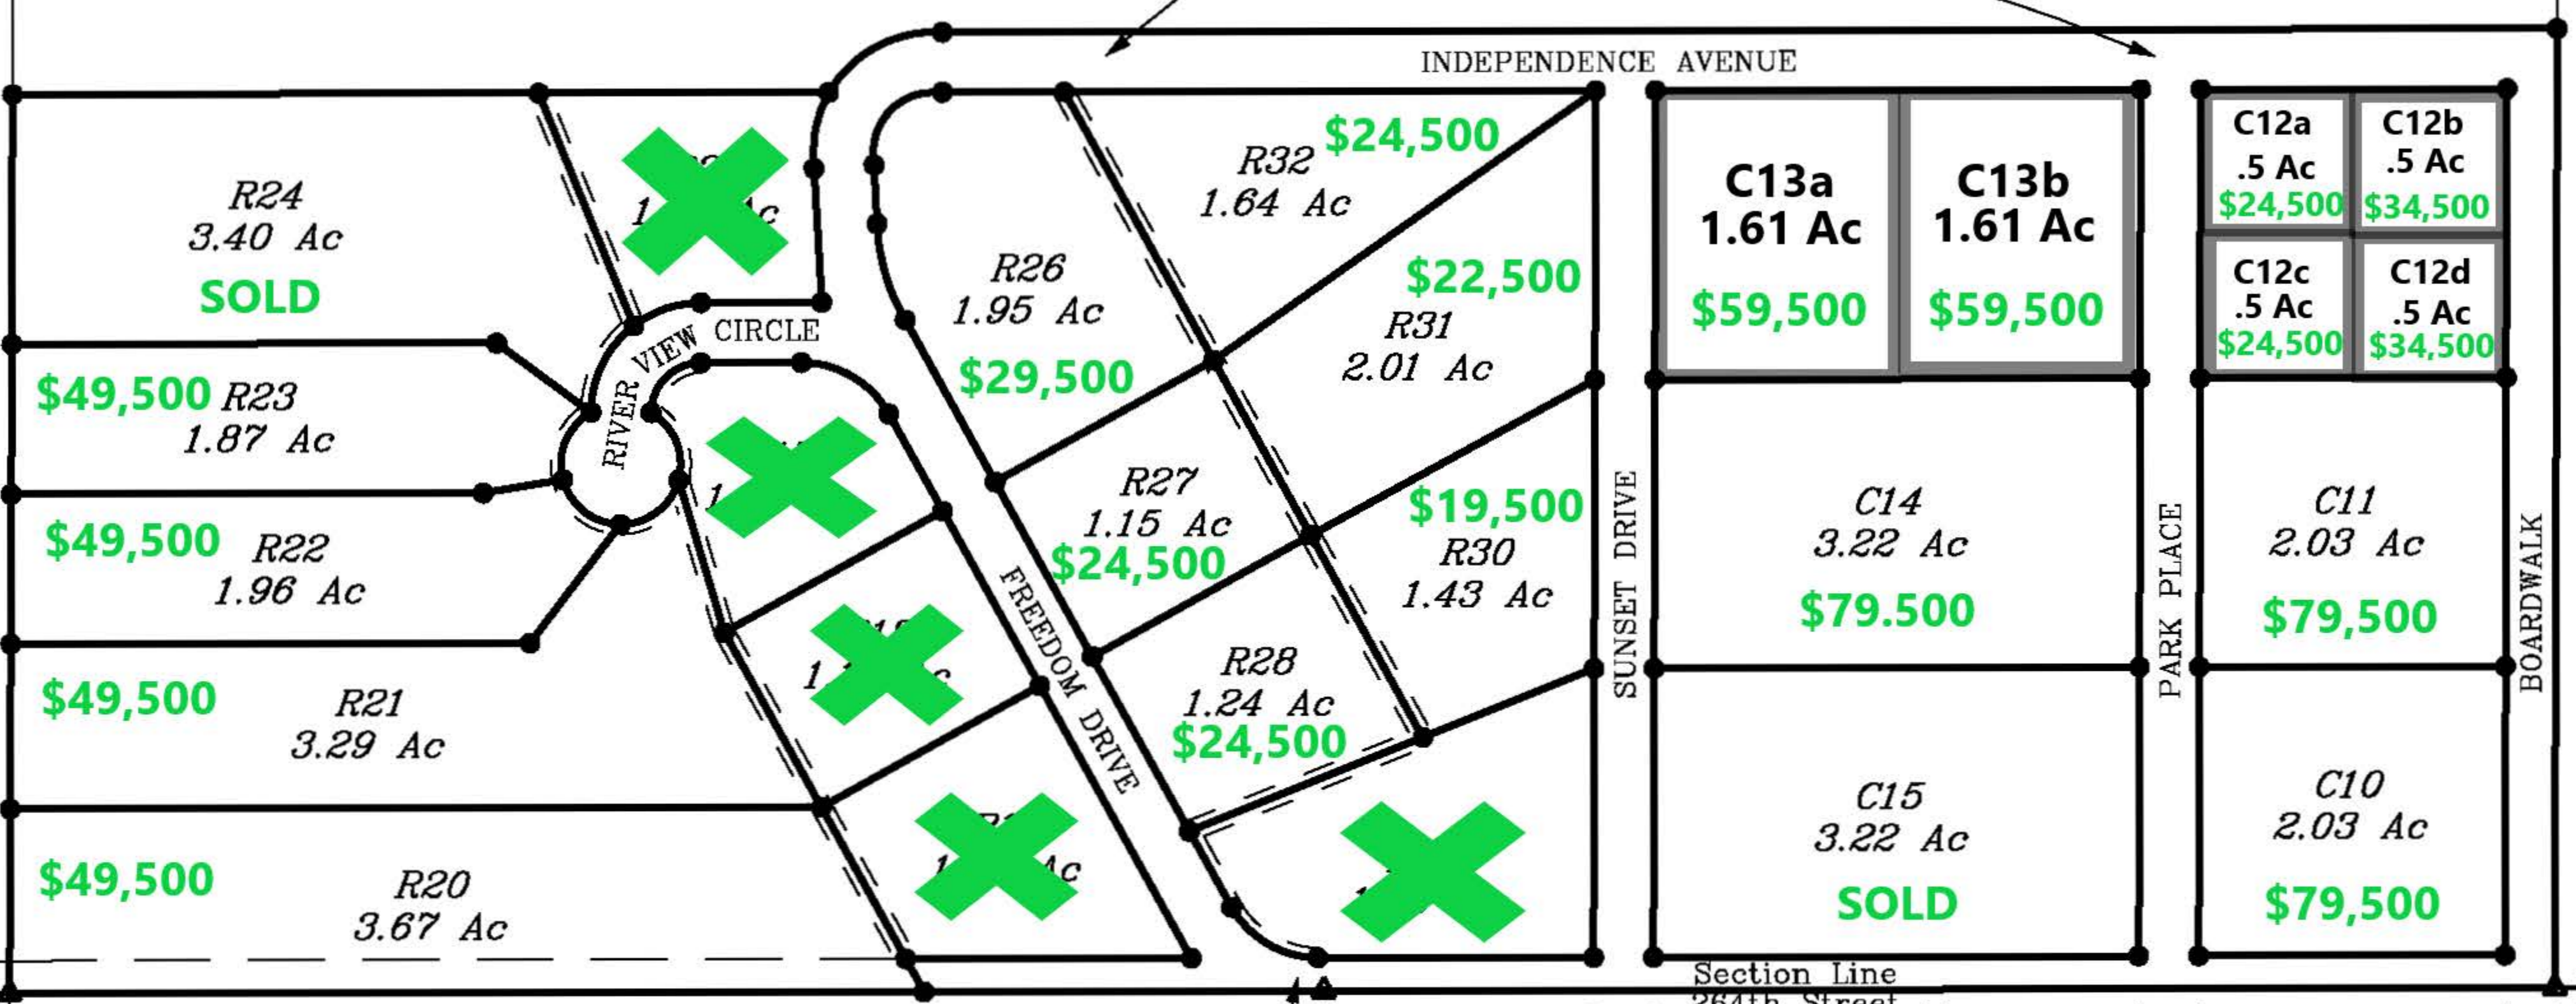 INDEPENDENCE AVENUE
R24
3.40 Ac
SOLD
$49,500 R23
1.87 Ac
$49,500 R22
1.96 Ac
$49,500 R21
3.29 Ac
$49,500 R20
3.67 Ac
RIVER VIEW CIRCLE
FREEDOM DRIVE
R26
1.95 Ac
$29,500
R27
1.15 Ac
$24,500
R28
1.24 Ac
$24,500
R32 $24,500
1.64 Ac
$22,500
R31
2.01 Ac
$19,500
R30
1.43 Ac
SUNSET DRIVE
C13a
1.61 Ac
$59,500
C13b
1.61 Ac
$59,500
C14
3.22 Ac
$79.500
C15
3.22 Ac
SOLD
PARK PLACE
C12a
.5 Ac
$24,500
C12b
.5 Ac
$34,500
C12c
.5 Ac
$24,500
C12d
.5 Ac
$34,500
C11
2.03 Ac
$79,500
C10
2.03 Ac
$79,500
BOARDWALK
Section Line
264th Street